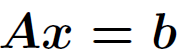 Ax = b